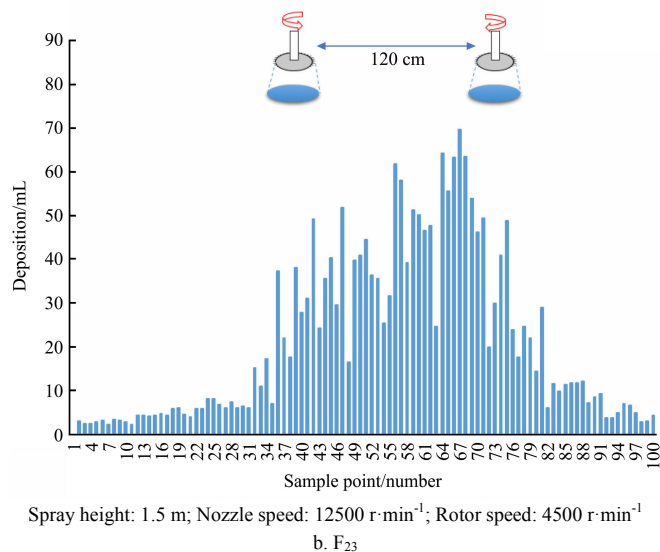 120 cm
90
80
70
60
50
40
30
20
10
0
Deposition/mL
1 4 7 10 13 16 19 22 25 28 31 34 37 40 43 46 49 52 55 58 61 64 67 70 73 76 79 82 85 88 91 94 97 100
Sample point/number
Spray height: 1.5 m; Nozzle speed: 12500 r·min⁻¹; Rotor speed: 4500 r·min⁻¹
b. F₂₃